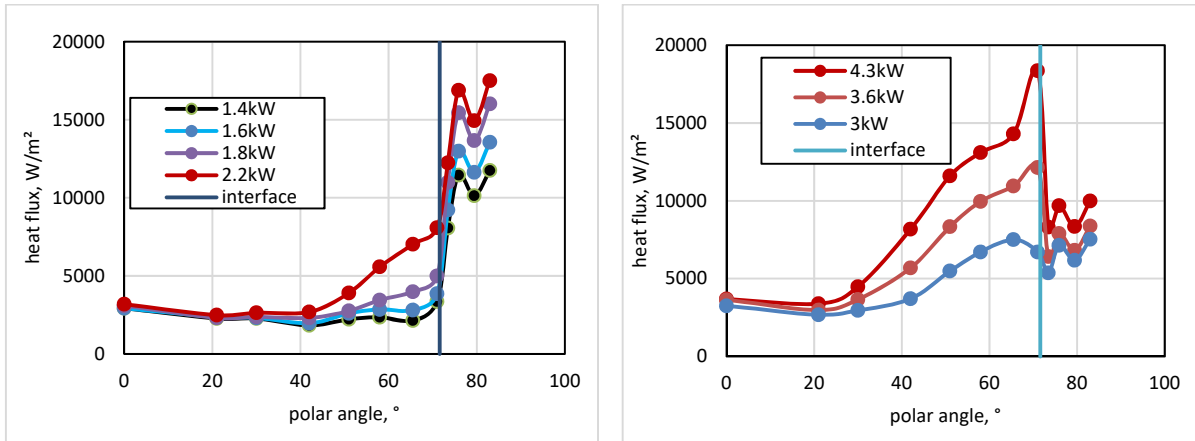 20000
15000
10000
5000
0
heat flux, W/m²
1.4kW
1.6kW
1.8kW
2.2kW
interface
0 20 40 60 80 100
polar angle, °
20000
15000
10000
5000
0
heat flux, W/m²
4.3kW
3.6kW
3kW
interface
0 20 40 60 80 100
polar angle, °